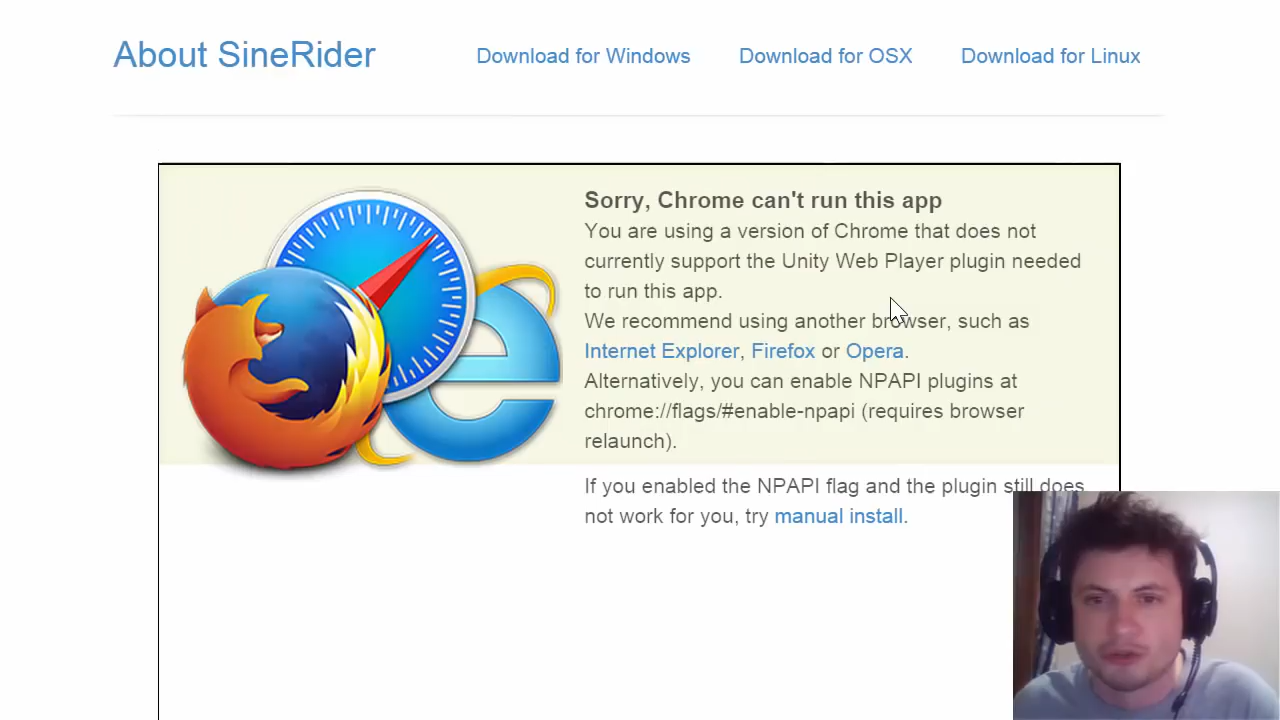 About SineRider
Download for Windows
Download for OSX
Download for Linux
Sorry, Chrome can't run this app
You are using a version of Chrome that does not
currently support the Unity Web Player plugin needed
to run this app.
We recommend using another browser, such as
Internet Explorer, Firefox or Opera.
Alternatively, you can enable NPAPI plugins at
chrome://flags/#enable-npapi (requires browser
relaunch).
If you enabled the NPAPI flag and the plugin still does
not work for you, try manual install.